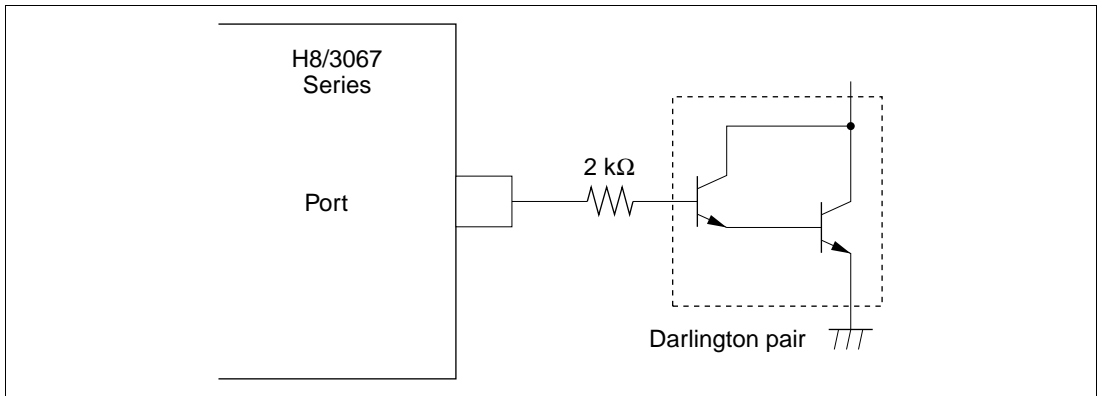 H8/3067
Series
Port
2 kΩ
Darlington pair